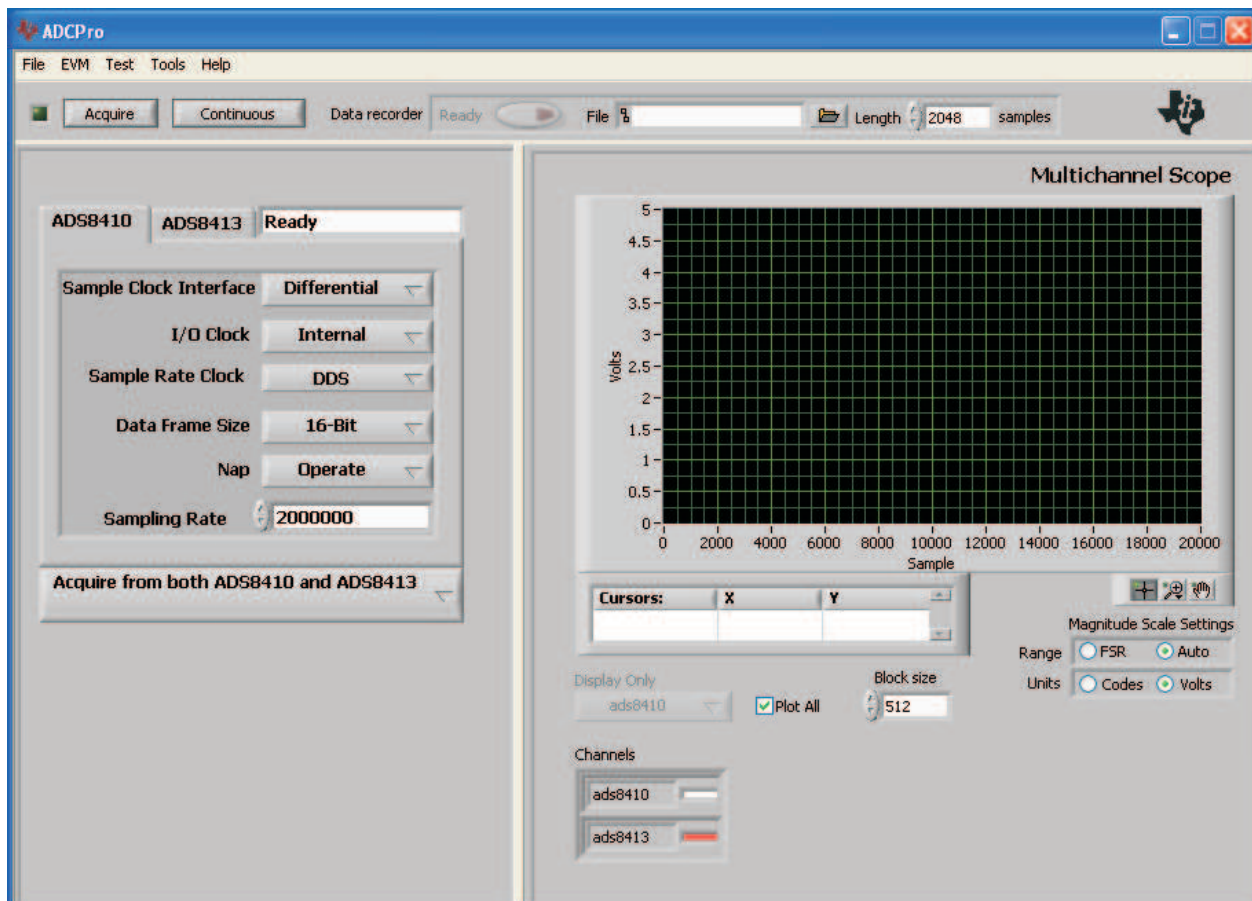 ADCPro
File EVM Test Tools Help
Acquire Continuous Data recorder Ready File Length 2048 samples
Multichannel Scope
ADS8410 ADS8413 Ready
Sample Clock Interface Differential
I/O Clock Internal
Sample Rate Clock DDS
Data Frame Size 16-Bit
Nap Operate
Sampling Rate 2000000
Acquire from both ADS8410 and ADS8413
5
4.5
4
3.5
3
2.5
2
1.5
1
0.5
0
Volts
0 2000 4000 6000 8000 10000 12000 14000 16000 18000 20000
Sample
Cursors: X Y
Magnitude Scale Settings
Range FSR Auto
Units Codes Volts
Display Only
ads8410
Plot All
Block size
512
Channels
ads8410
ads8413